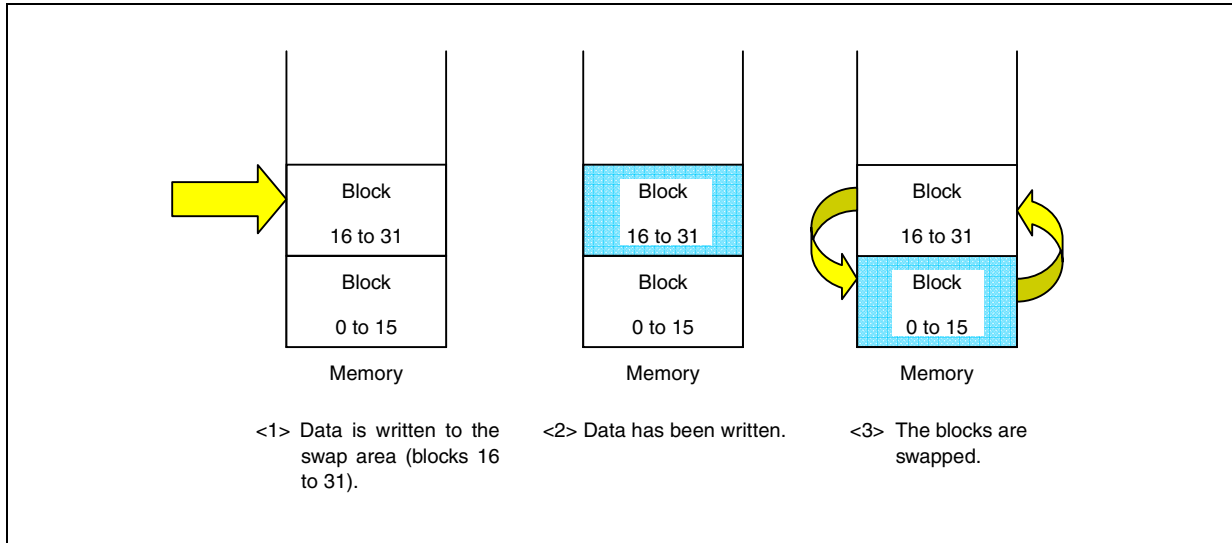 Block
16 to 31
Block
0 to 15
Memory
<1> Data is written to the
swap area (blocks 16
to 31).
Block
16 to 31
Block
0 to 15
Memory
<2> Data has been written.
Block
16 to 31
Block
0 to 15
Memory
<3> The blocks are
swapped.